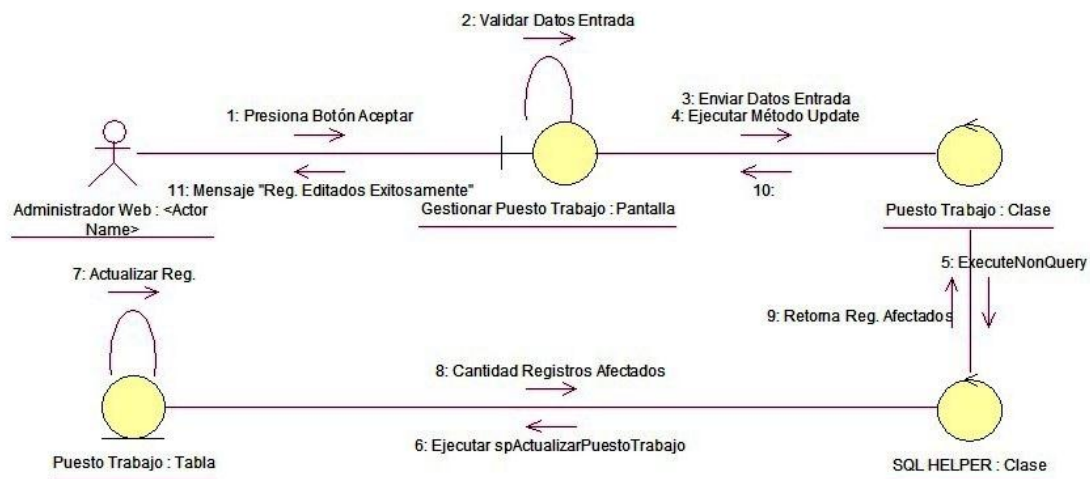 2: Validar Datos Entrada
1: Presiona Botón Aceptar
3: Enviar Datos Entrada
4: Ejecutar Método Update
11: Mensaje "Reg. Editados Exitosamente"
10:
Administrador Web : <Actor
Name>
Gestionar Puesto Trabajo : Pantalla
Puesto Trabajo : Clase
7: Actualizar Reg.
5: ExecuteNonQuery
9: Retorna Reg. Afectados
8: Cantidad Registros Afectados
6: Ejecutar spActualizarPuestoTrabajo
Puesto Trabajo : Tabla
SQL HELPER : Clase